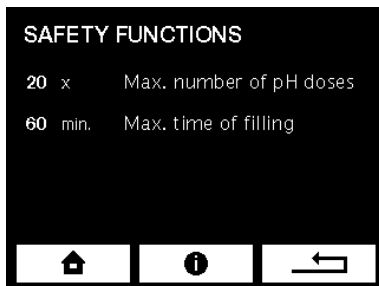 SAFETY FUNCTIONS
20 x Max. number of pH doses
60 min. Max. time of filling